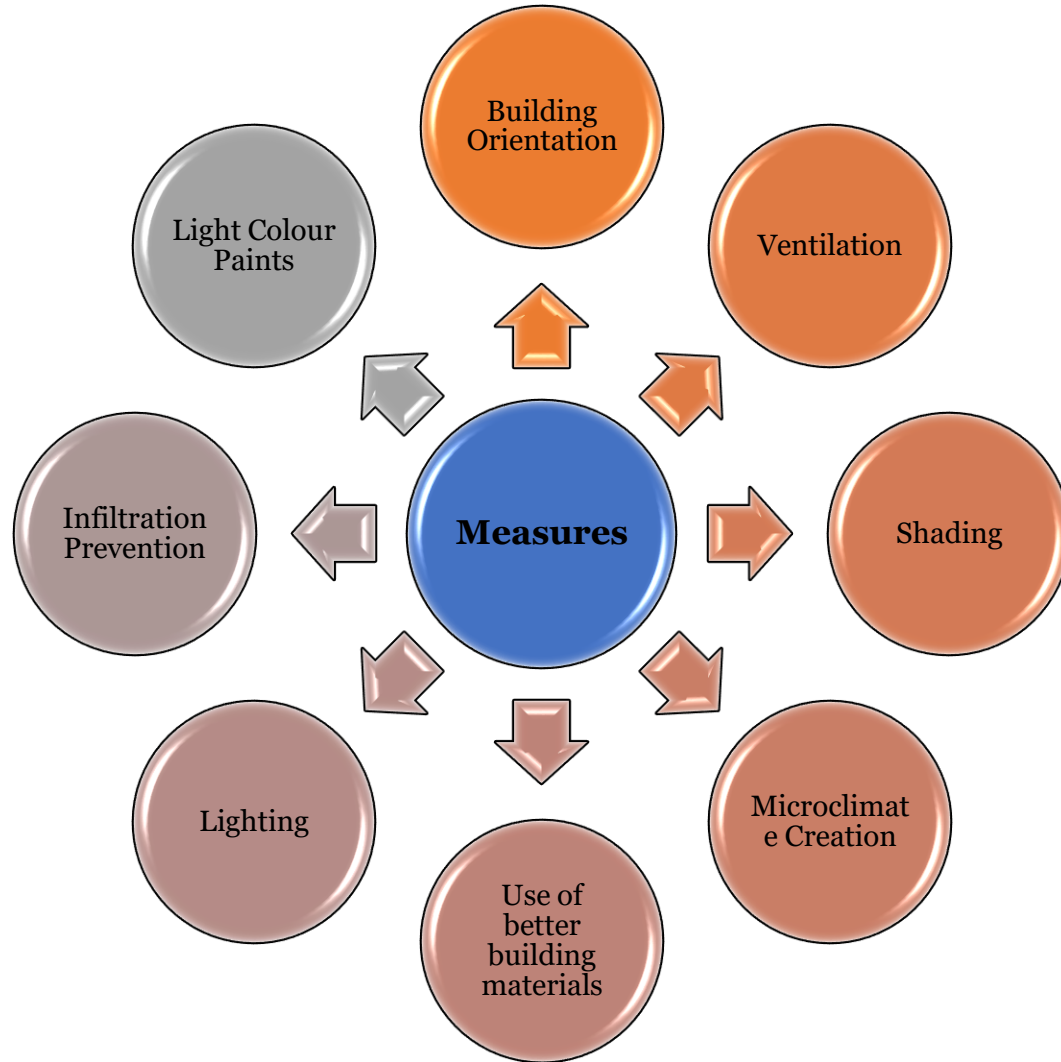 Building
Orientation
Ventilation
Shading
Microclimat
e Creation
Use of
better
building
materials
Lighting
Infiltration
Prevention
Light Colour
Paints
Measures